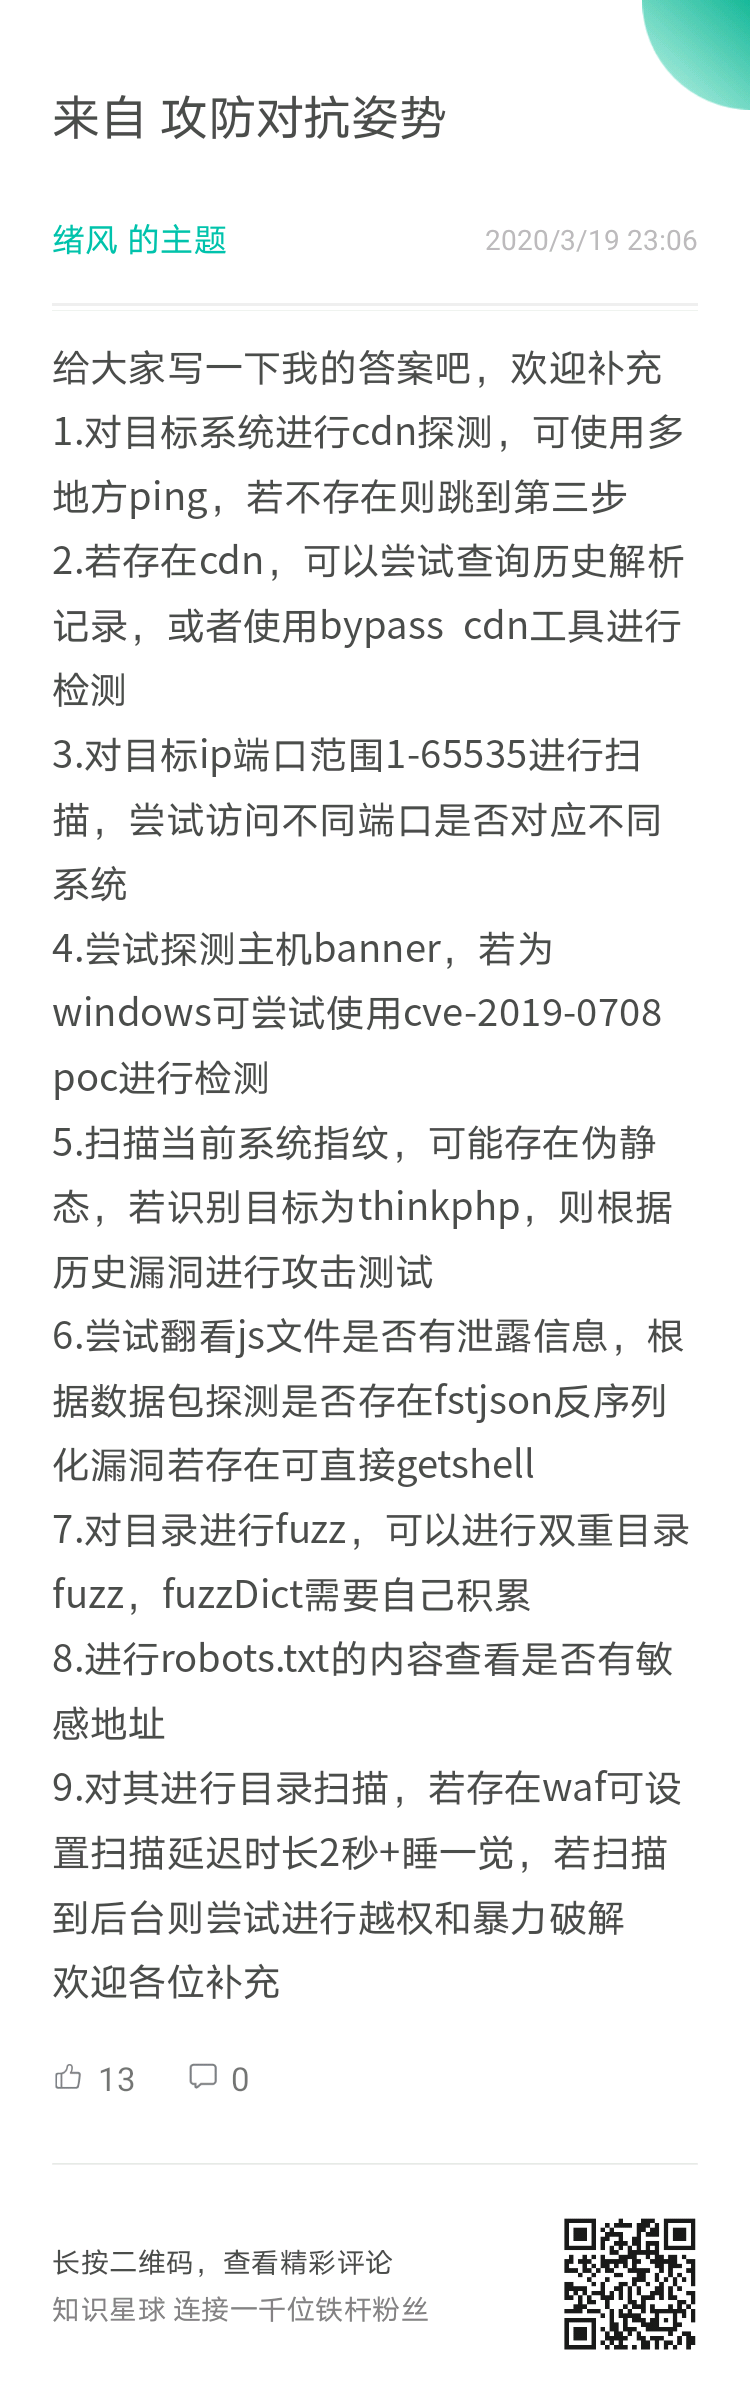 来自 攻防对抗姿势
绪风 的主题
2020/3/19 23:06
给大家写一下我的答案吧，欢迎补充
1.对目标系统进行cdn探测，可使用多
地方ping，若不存在则跳到第三步
2.若存在cdn，可以尝试查询历史解析
记录，或者使用bypass  cdn工具进行
检测
3.对目标ip端口范围1-65535进行扫
描，尝试访问不同端口是否对应不同
系统
4.尝试探测主机banner，若为
windows可尝试使用cve-2019-0708
poc进行检测
5.扫描当前系统指纹，可能存在伪静
态，若识别目标为thinkphp，则根据
历史漏洞进行攻击测试
6.尝试翻看js文件是否有泄露信息，根
据数据包探测是否存在fstjson反序列
化漏洞若存在可直接getshell
7.对目录进行fuzz，可以进行双重目录
fuzz，fuzzDict需要自己积累
8.进行robots.txt的内容查看是否有敏
感地址
9.对其进行目录扫描，若存在waf可设
置扫描延迟时长2秒+睡一觉，若扫描
到后台则尝试进行越权和暴力破解
欢迎各位补充
13
0
长按二维码，查看精彩评论
知识星球 连接一千位铁杆粉丝